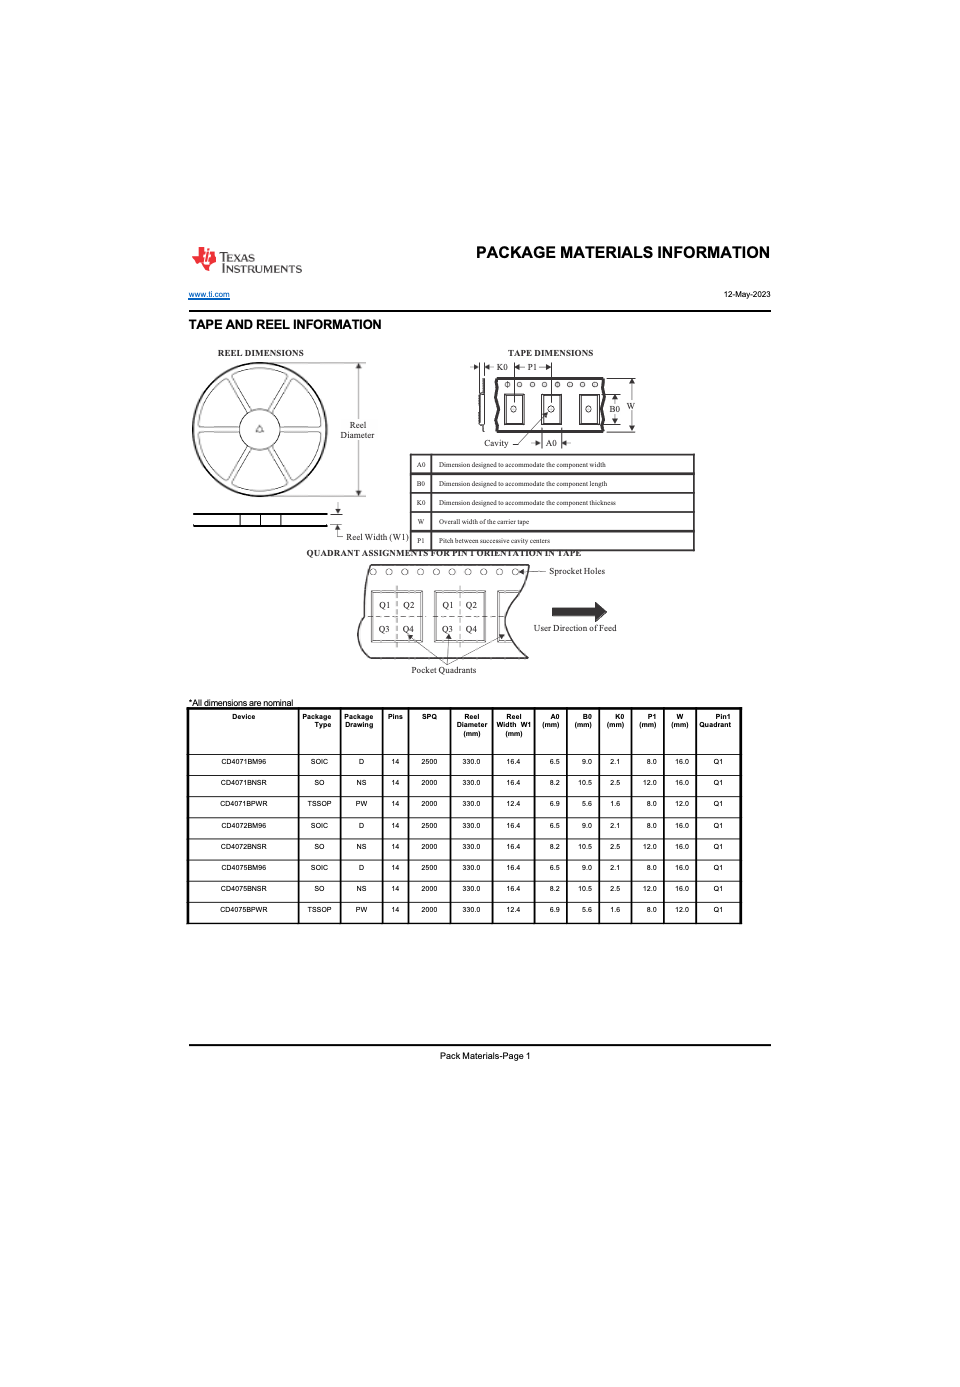 TEXAS
INSTRUMENTS
PACKAGE MATERIALS INFORMATION
www.ti.com
12-May-2023
TAPE AND REEL INFORMATION
REEL DIMENSIONS
Reel
Diameter
Reel Width (W1)
TAPE DIMENSIONS
K0 P1
B0 W
Cavity A0
A0 Dimension designed to accommodate the component width
B0 Dimension designed to accommodate the component length
K0 Dimension designed to accommodate the component thickness
W Overall width of the carrier tape
P1 Pitch between successive cavity centers
QUADRANT ASSIGNMENTS FOR PIN 1 ORIENTATION IN TAPE
Sprocket Holes
Q1 Q2 Q1 Q2
Q3 Q4 Q3 Q4
User Direction of Feed
Pocket Quadrants
*All dimensions are nominal
Device Package Package Pins SPQ Reel Reel A0 B0 K0 P1 W Pin1
Type Drawing Diameter Width W1 (mm) (mm) (mm) (mm) (mm) Quadrant
(mm) (mm)
CD4071BM96 SOIC D 14 2500 330.0 16.4 6.5 9.0 2.1 8.0 16.0 Q1
CD4071BNSR SO NS 14 2000 330.0 16.4 8.2 10.5 2.5 12.0 16.0 Q1
CD4071BPWR TSSOP PW 14 2000 330.0 12.4 6.9 5.6 1.6 8.0 12.0 Q1
CD4072BM96 SOIC D 14 2500 330.0 16.4 6.5 9.0 2.1 8.0 16.0 Q1
CD4072BNSR SO NS 14 2000 330.0 16.4 8.2 10.5 2.5 12.0 16.0 Q1
CD4075BM96 SOIC D 14 2500 330.0 16.4 6.5 9.0 2.1 8.0 16.0 Q1
CD4075BNSR SO NS 14 2000 330.0 16.4 8.2 10.5 2.5 12.0 16.0 Q1
CD4075BPWR TSSOP PW 14 2000 330.0 12.4 6.9 5.6 1.6 8.0 12.0 Q1
Pack Materials-Page 1